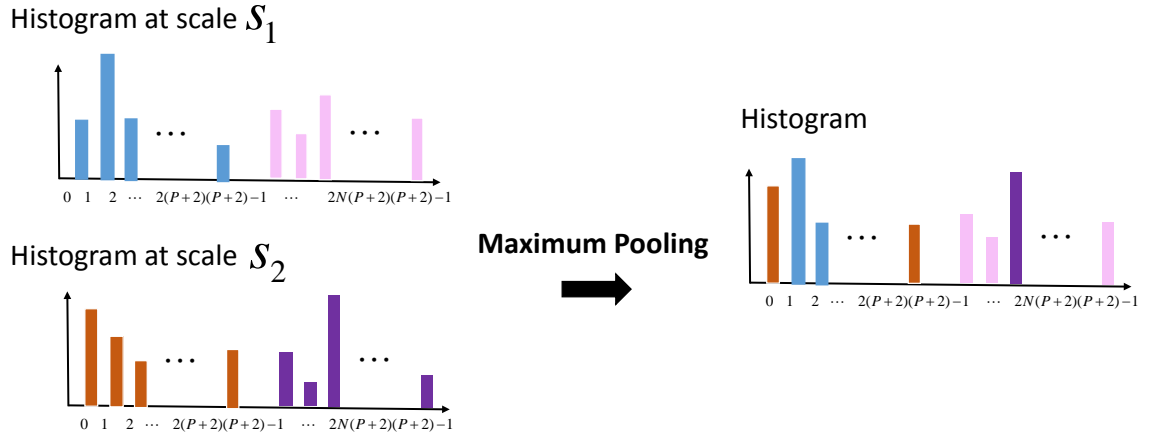 Histogram at scale S1
...
...
0 1 2 ... 2(P+2)(P+2)−1 ... 2N(P+2)(P+2)−1
Histogram at scale S2
...
...
0 1 2 ... 2(P+2)(P+2)−1 ... 2N(P+2)(P+2)−1
Maximum Pooling
Histogram
...
...
0 1 2 ... 2(P+2)(P+2)−1 ... 2N(P+2)(P+2)−1